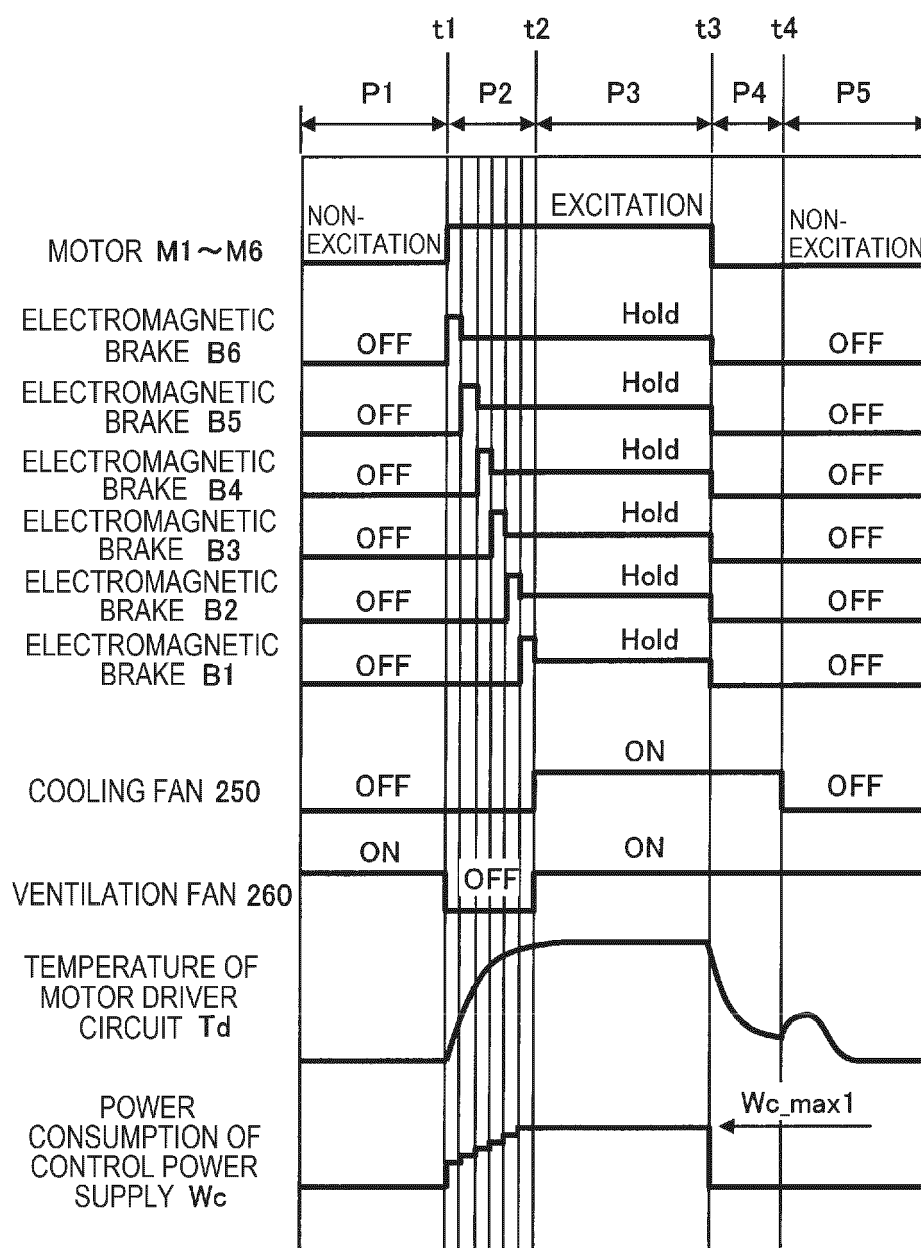 t1 t2 t3 t4
P1 P2 P3 P4 P5
NON-
EXCITATION
EXCITATION
NON-
EXCITATION
MOTOR M1～M6
ELECTROMAGNETIC
BRAKE B6
OFF
Hold
OFF
ELECTROMAGNETIC
BRAKE B5
OFF
Hold
OFF
ELECTROMAGNETIC
BRAKE B4
OFF
Hold
OFF
ELECTROMAGNETIC
BRAKE B3
OFF
Hold
OFF
ELECTROMAGNETIC
BRAKE B2
OFF
Hold
OFF
ELECTROMAGNETIC
BRAKE B1
OFF
Hold
OFF
COOLING FAN 250
OFF
ON
OFF
VENTILATION FAN 260
ON
OFF
ON
TEMPERATURE OF
MOTOR DRIVER
CIRCUIT Td
POWER
CONSUMPTION OF
CONTROL POWER
SUPPLY Wc
Wc_max1